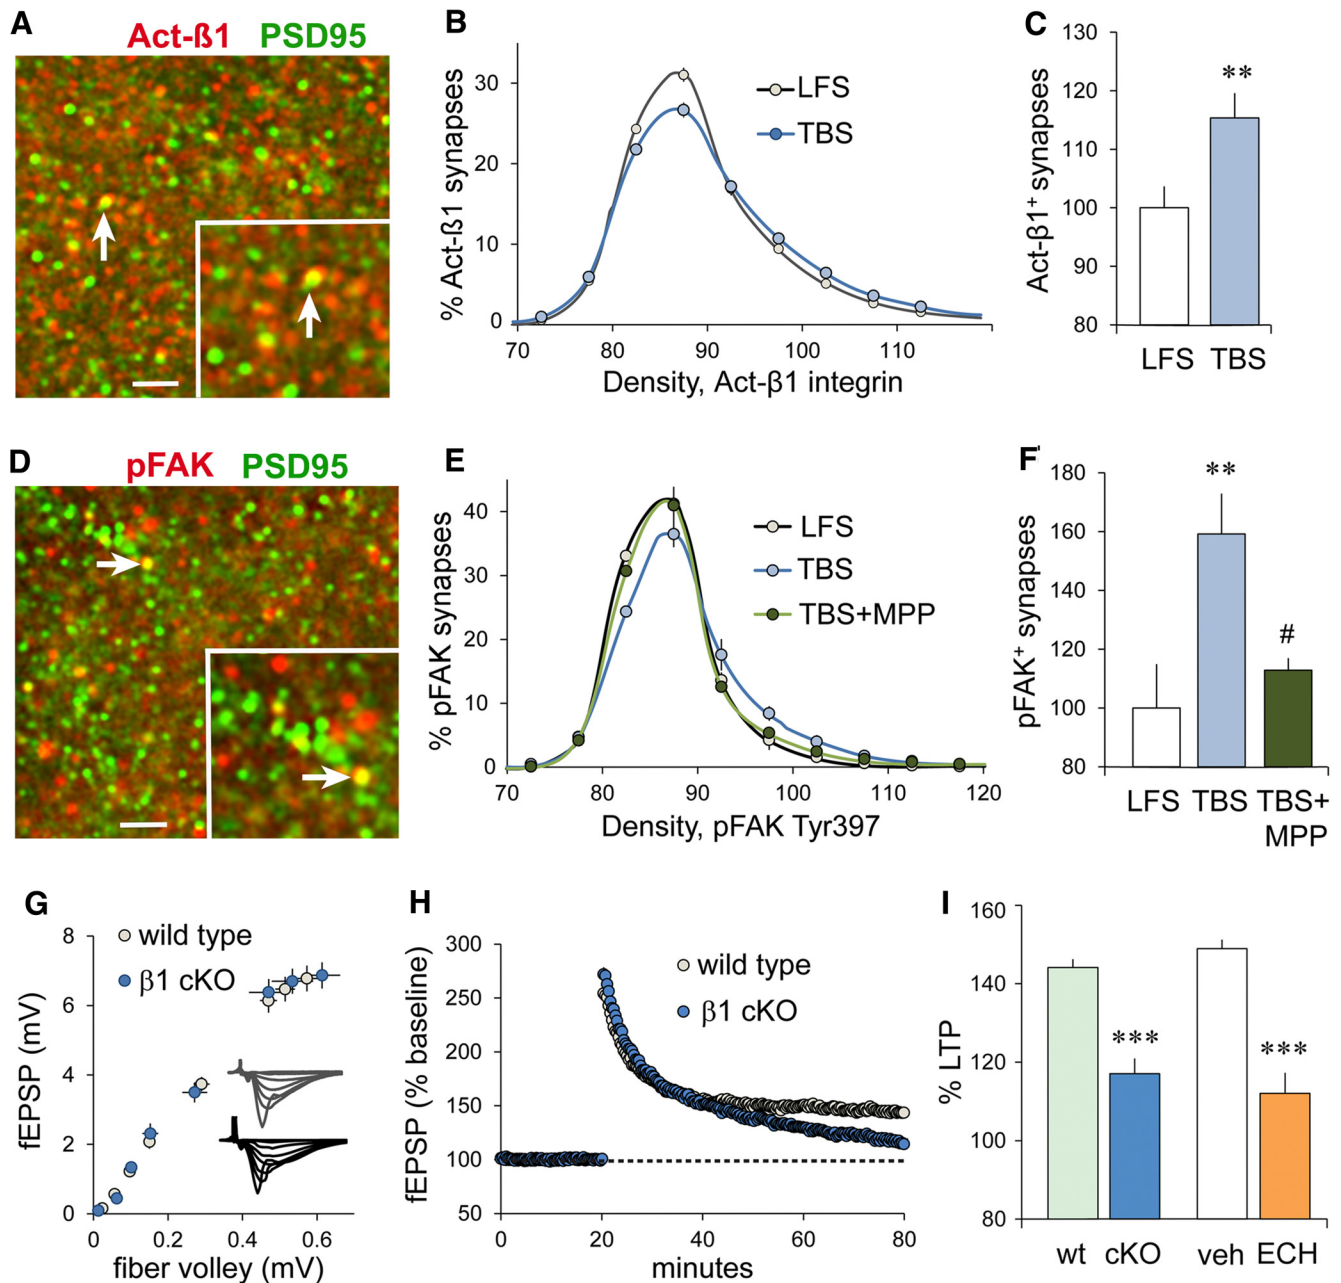 A
Act-ß1 PSD95
B
% Act-ß1 synapses
30
20
10
0
LFS
TBS
70 80 90 100 110
Density, Act-β1 integrin
C
Act-β1⁺ synapses
130
120
110
100
90
80
**
LFS TBS
D
pFAK PSD95
E
% pFAK synapses
40
30
20
10
0
LFS
TBS
TBS+MPP
70 80 90 100 110 120
Density, pFAK Tyr397
F'
pFAK⁺ synapses
180
160
140
120
100
80
**
#
LFS TBS TBS+
MPP
G
fEPSP (mV)
8
6
4
2
0
wild type
β1 cKO
0 0.2 0.4 0.6
fiber volley (mV)
H
fEPSP (% baseline)
300
250
200
150
100
50
wild type
β1 cKO
0 20 40 60 80
minutes
I
% LTP
160
140
120
100
80
***
***
wt cKO veh ECH